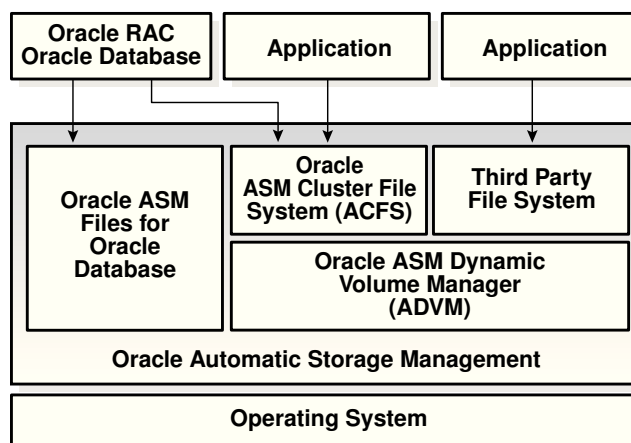 Oracle RAC
Oracle Database
Application
Application
Oracle ASM
Files for
Oracle
Database
Oracle
ASM Cluster File
System (ACFS)
Third Party
File System
Oracle ASM Dynamic
Volume Manager
(ADVM)
Oracle Automatic Storage Management
Operating System